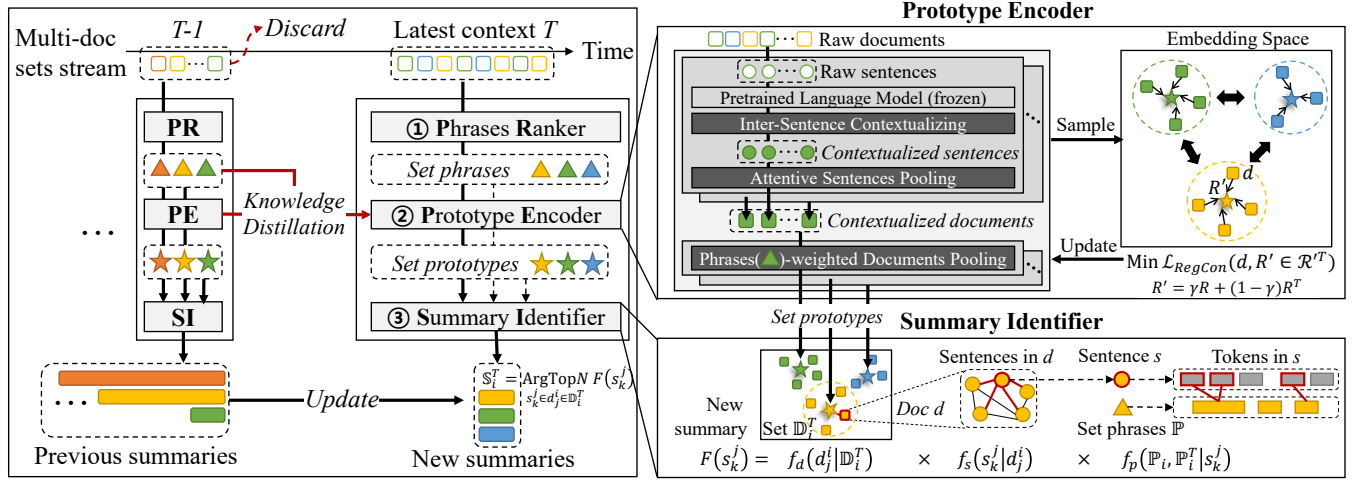 Multi-doc
sets stream
T-1
Discard
Latest context T
Time
PR
PE
SI
Knowledge
Distillation
① Phrases Ranker
Set phrases
② Prototype Encoder
Set prototypes
③ Summary Identifier
Previous summaries
Update
𝕊_i^T = ArgTopN F(s_k^j)
s_k^j∈d_j^i∈𝔻_i^T
New summaries
Prototype Encoder
Raw documents
Raw sentences
Pretrained Language Model (frozen)
Inter-Sentence Contextualizing
Contextualized sentences
Attentive Sentences Pooling
Contextualized documents
Phrases(▲)-weighted Documents Pooling
Set prototypes
Sample
Update
Embedding Space
d
R′
Min ℒ_RegCon(d, R′ ∈ ℛ′^T)
R′ = γR + (1−γ)R^T
Summary Identifier
New
summary
Set 𝔻_i^T
Doc d
Sentences in d
Sentence s
Set phrases ℙ
Tokens in s
F(s_k^j) = f_d(d_j^i|𝔻_i^T) × f_s(s_k^j|d_j^i) × f_p(ℙ_i, ℙ_i^T|s_k^j)